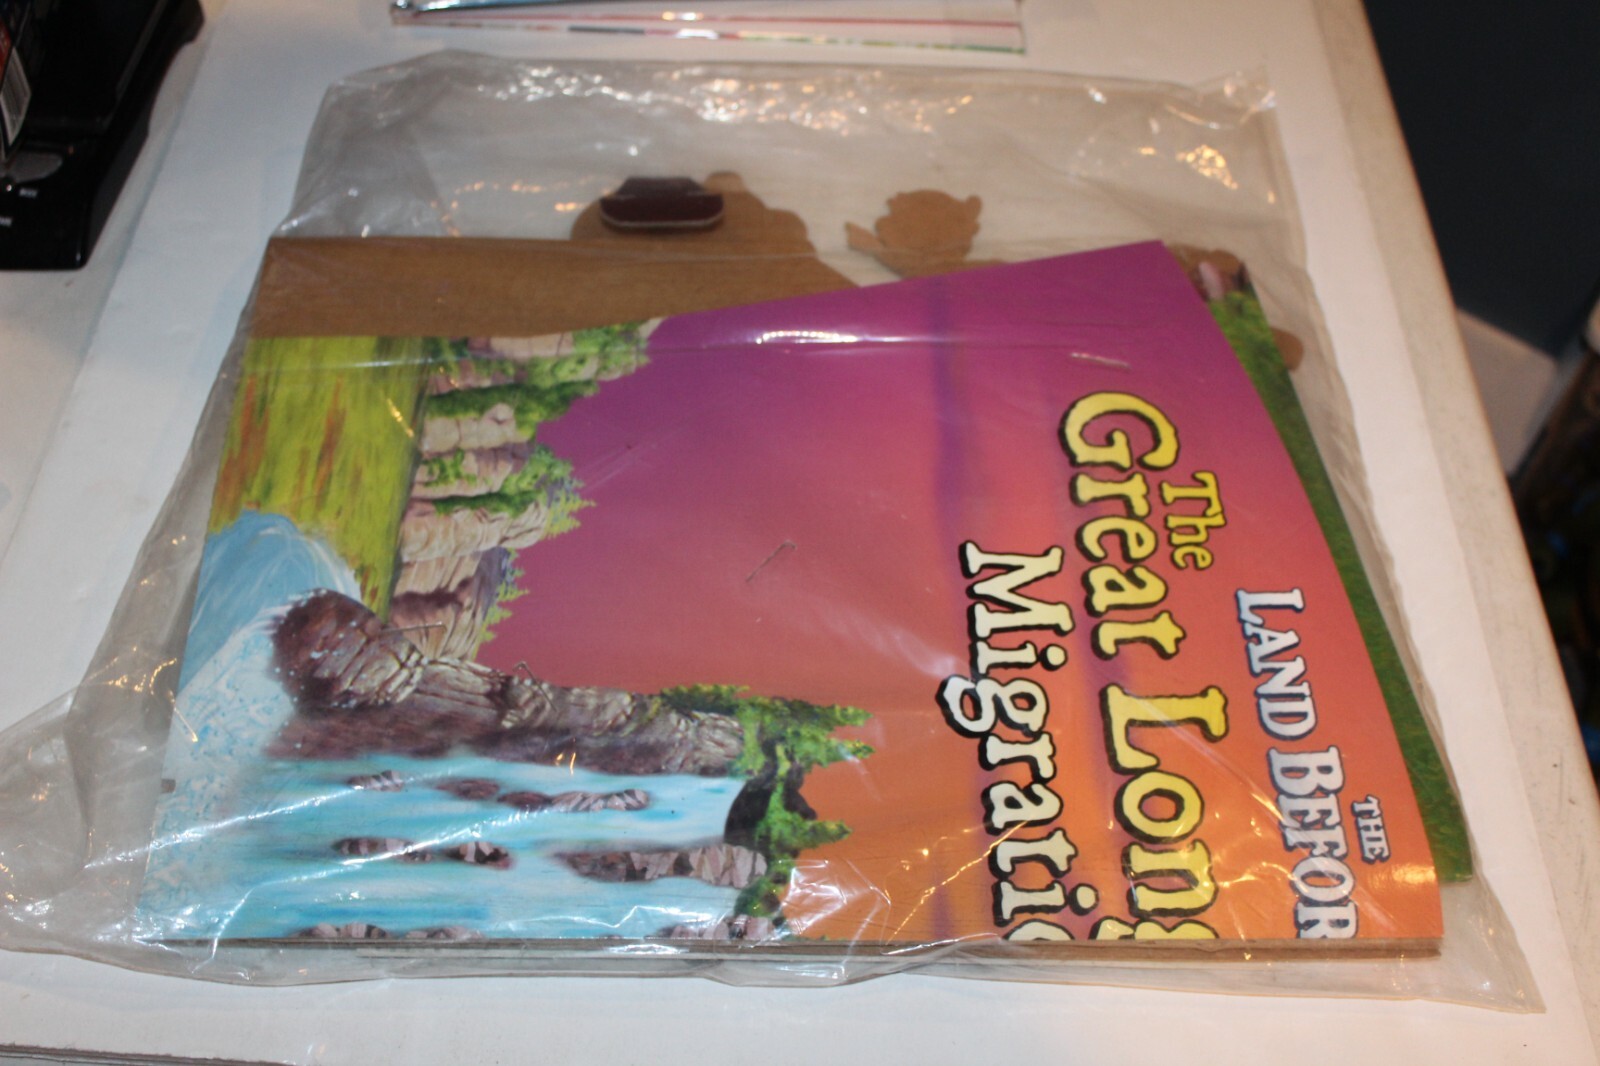 THE
LAND BEFOR
The
Great Long
Migratio